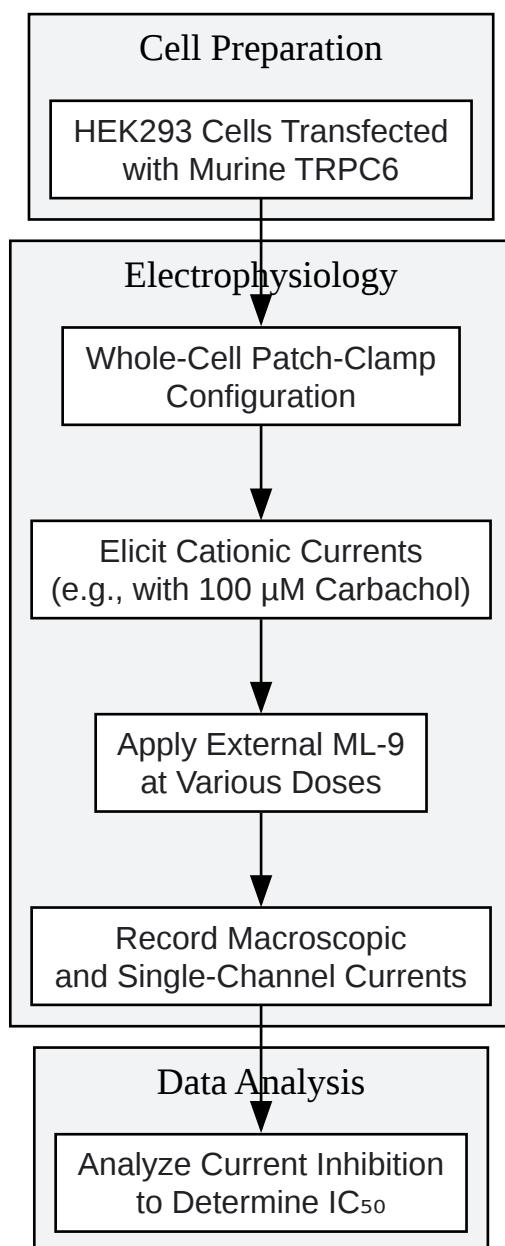 Cell Preparation
HEK293 Cells Transfected
with Murine TRPC6
Electrophysiology
Whole-Cell Patch-Clamp
Configuration
Elicit Cationic Currents
(e.g., with 100 µM Carbachol)
Apply External ML-9
at Various Doses
Record Macroscopic
and Single-Channel Currents
Data Analysis
Analyze Current Inhibition
to Determine IC₅₀